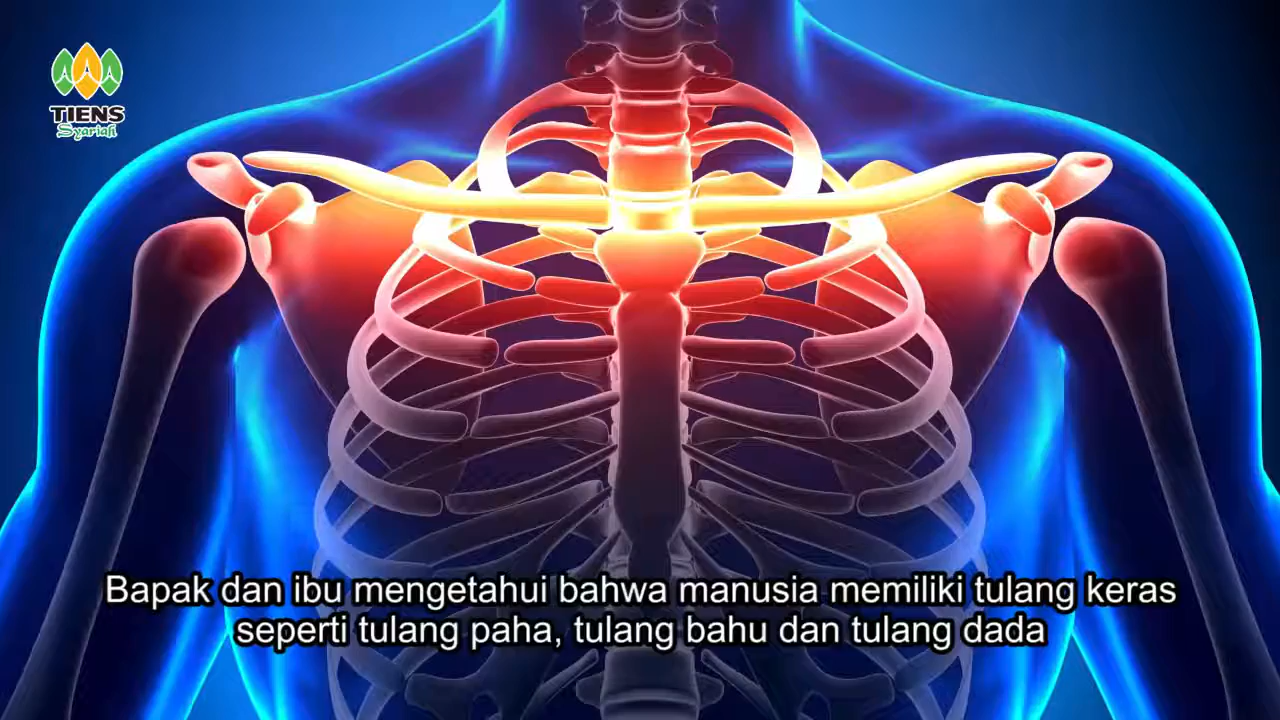 TIENS
Syariah
Bapak dan ibu mengetahui bahwa manusia memiliki tulang keras
seperti tulang paha, tulang bahu dan tulang dada